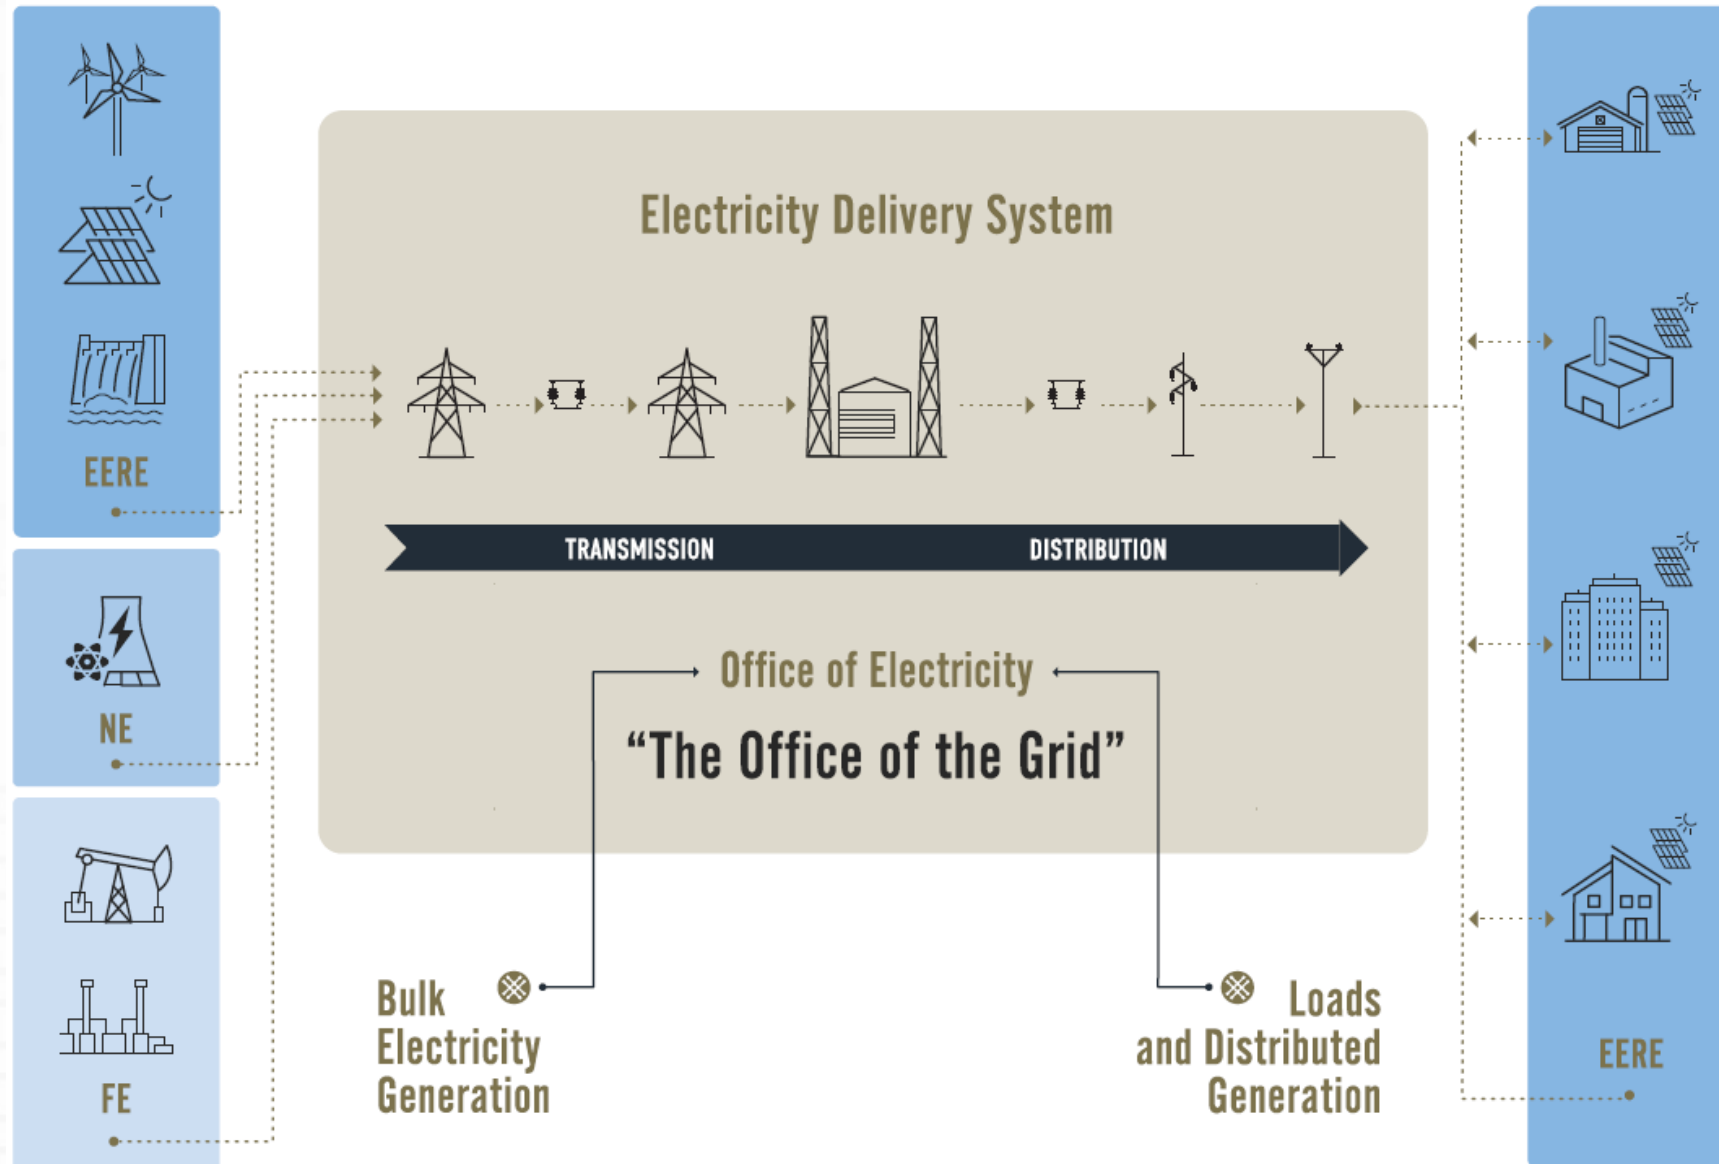 EERE
NE
FE
Electricity Delivery System
TRANSMISSION
DISTRIBUTION
Office of Electricity
“The Office of the Grid”
Bulk
Electricity
Generation
Loads
and Distributed
Generation
EERE